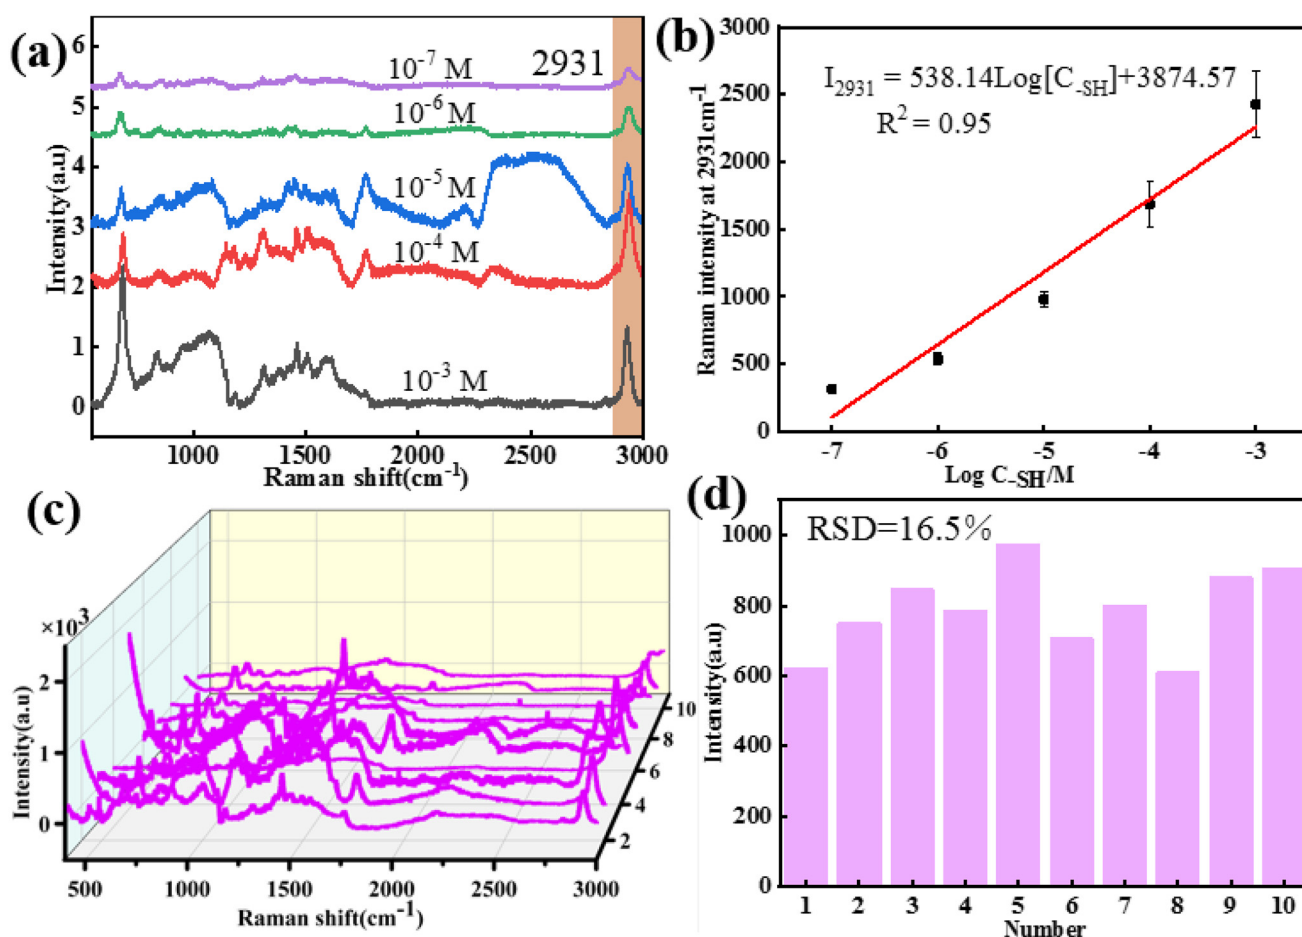 (a)
6
5
4
3
2
1
0
Intensity(a.u)
10⁻⁷ M
2931
10⁻⁶ M
10⁻⁵ M
10⁻⁴ M
10⁻³ M
1000 1500 2000 2500 3000
Raman shift(cm⁻¹)
(b)
3000
2500
2000
1500
1000
500
0
Raman intensity at 2931cm⁻¹
I₂₉₃₁ = 538.14Log[C₋SH]+3874.57
R² = 0.95
-7 -6 -5 -4 -3
Log C₋SH/M
(c)
×10³
2
1
0
Intensity(a.u)
500 1000 1500 2000 2500 3000
Raman shift(cm⁻¹)
10
8
6
4
2
(d)
RSD=16.5%
1000
800
600
400
200
0
Intensity(a.u)
1 2 3 4 5 6 7 8 9 10
Number